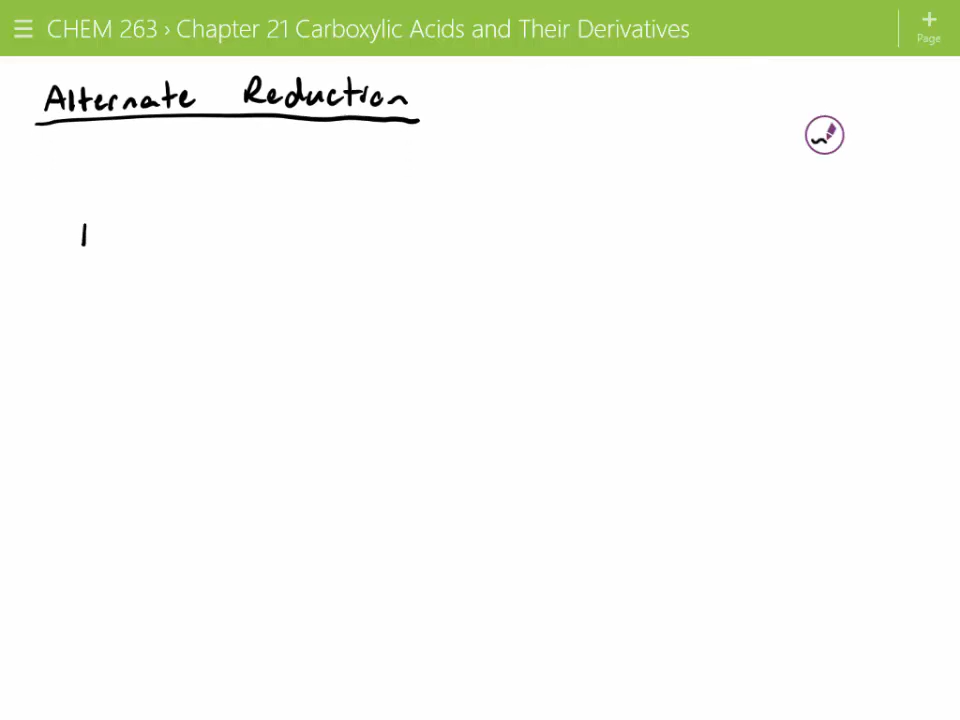 CHEM 263 › Chapter 21 Carboxylic Acids and Their Derivatives
Page
Alternate Reduction